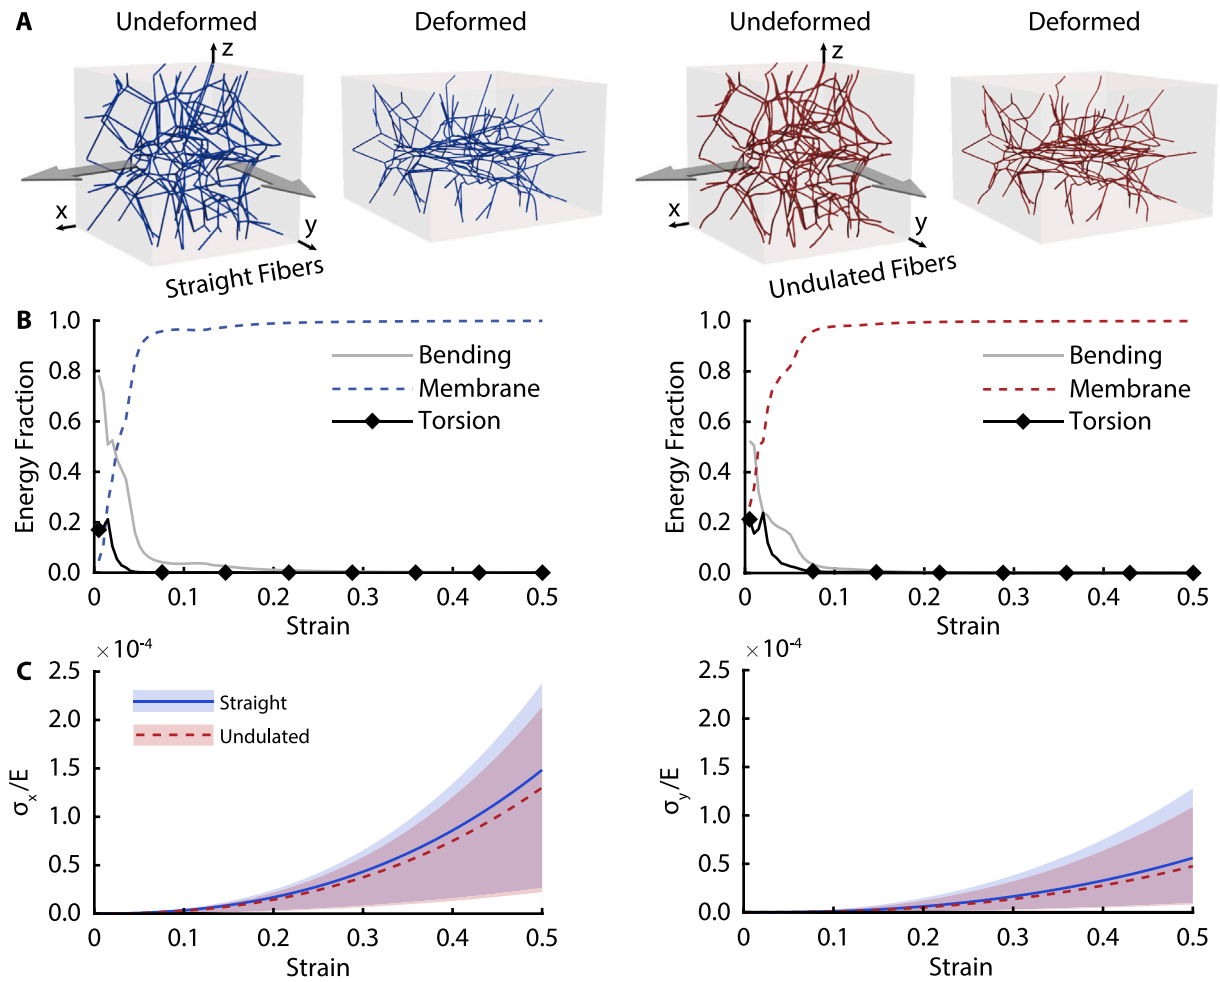 A
Undeformed
Deformed
Undeformed
Deformed
z
x
y
Straight Fibers
z
x
y
Undulated Fibers
B
1.0
0.8
0.6
0.4
0.2
0.0
Energy Fraction
Bending
Membrane
Torsion
0
0.1
0.2
0.3
0.4
0.5
Strain
1.0
0.8
0.6
0.4
0.2
0.0
Energy Fraction
Bending
Membrane
Torsion
0
0.1
0.2
0.3
0.4
0.5
Strain
C
×10⁻⁴
2.5
2.0
1.5
1.0
0.5
0.0
σₓ/E
Straight
Undulated
0
0.1
0.2
0.3
0.4
0.5
Strain
×10⁻⁴
2.5
2.0
1.5
1.0
0.5
0.0
σ_y/E
0
0.1
0.2
0.3
0.4
0.5
Strain